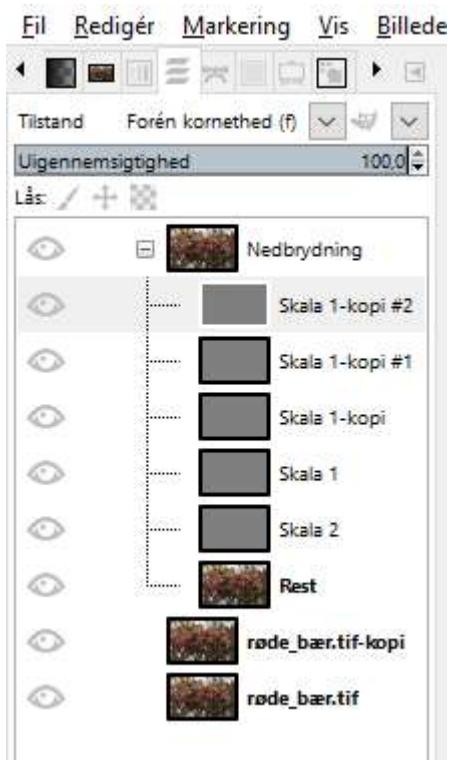 Fil Redigér Markering Vis Billede
Tilstand Forén kornethed (f)
Uigennemsigtighed 100,0
Lås:
Nedbrydning
Skala 1-kopi #2
Skala 1-kopi #1
Skala 1-kopi
Skala 1
Skala 2
Rest
røde_bær.tif-kopi
røde_bær.tif